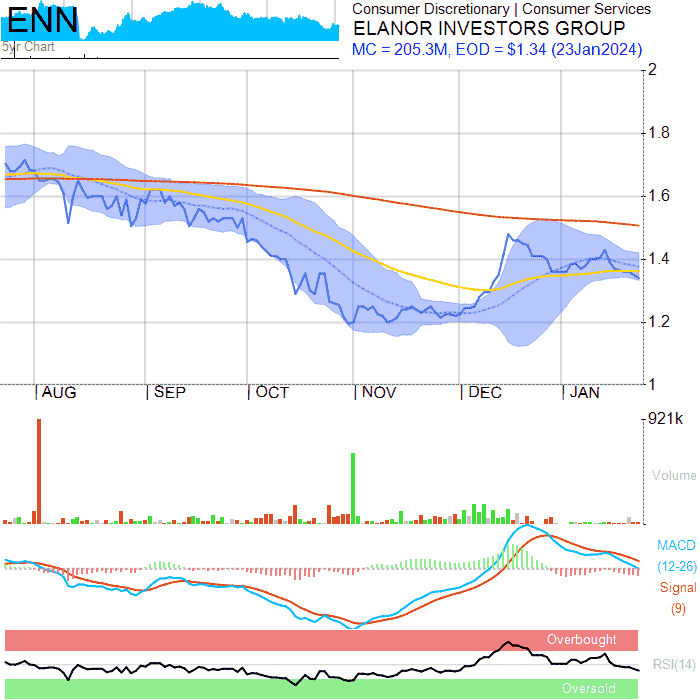 ENN
5yr Chart
Consumer Discretionary | Consumer Services
ELANOR INVESTORS GROUP
MC = 205.3M, EOD = $1.34 (23Jan2024)
2
1.8
1.6
1.4
1.2
1
AUG SEP OCT NOV DEC JAN
921k
Volume
MACD
(12-26)
Signal
(9)
Overbought
RSI(14)
Oversold